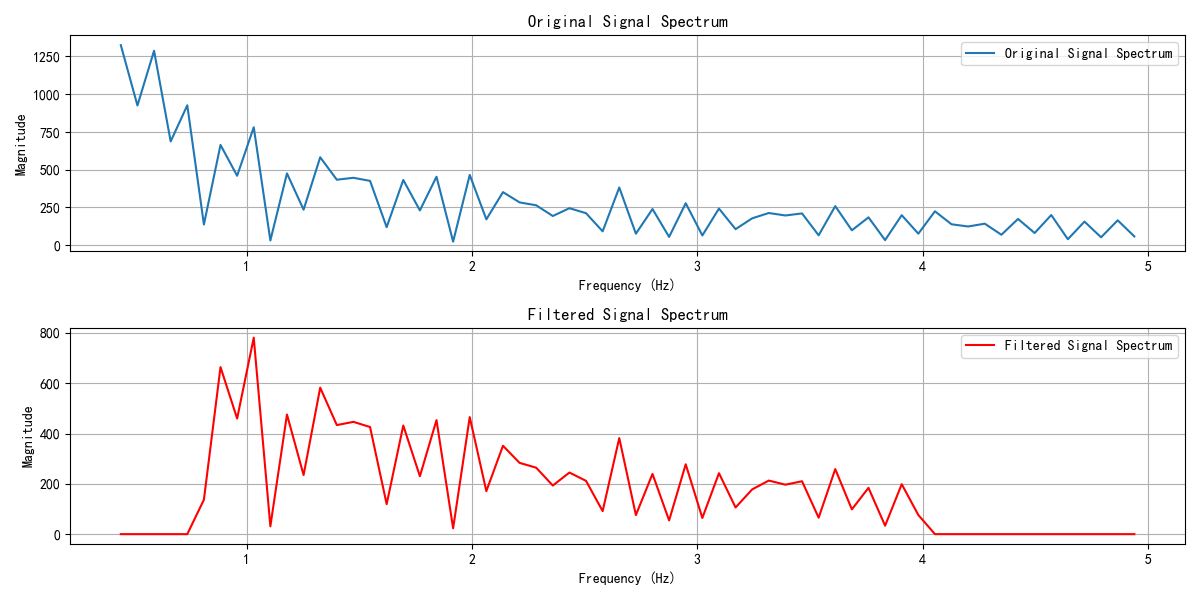 Original Signal Spectrum
1250
1000
750
500
250
0
Magnitude
Original Signal Spectrum
1 2 3 4 5
Frequency (Hz)
Filtered Signal Spectrum
800
600
400
200
0
Magnitude
Filtered Signal Spectrum
1 2 3 4 5
Frequency (Hz)